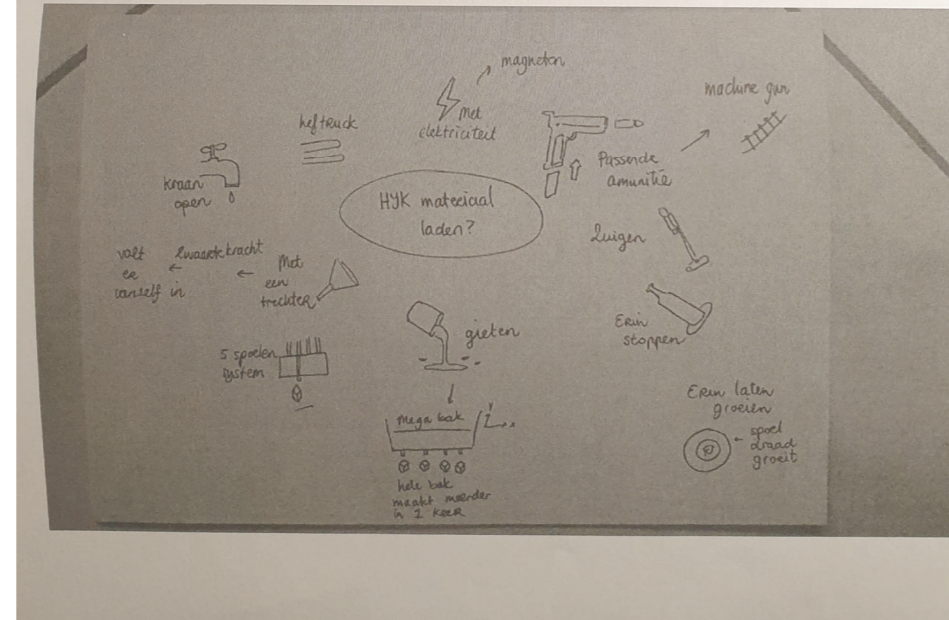 magneten
Met
elektriciteit
heftruck
machine gun
Passende
amunitie
kraan
open
HYK materiaal
laden?
zuigen
valt
er
vanzelf in
zwaartekracht
Met
een
trechter
Erin
stoppen
gieten
5 spoelen
system
Erin laten
groeien
spoel
draad
groeit
Mega bak
hele bak
maakt meerder
in 1 keer